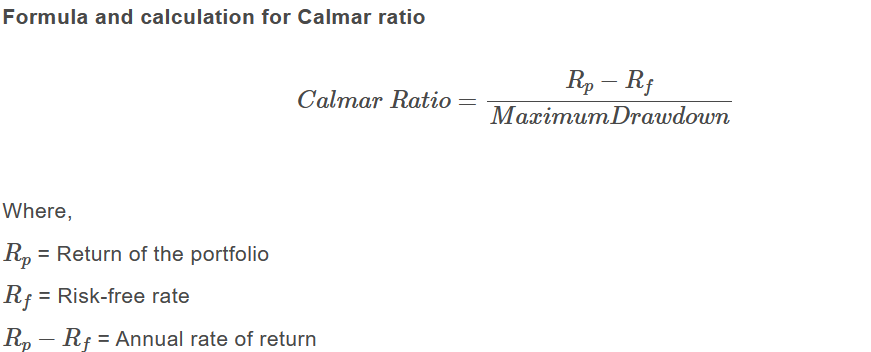 Formula and calculation for Calmar ratio
Calmar Ratio = \frac{R_p − R_f}{MaximumDrawdown}
Where,
R_p = Return of the portfolio
R_f = Risk-free rate
R_p − R_f = Annual rate of return